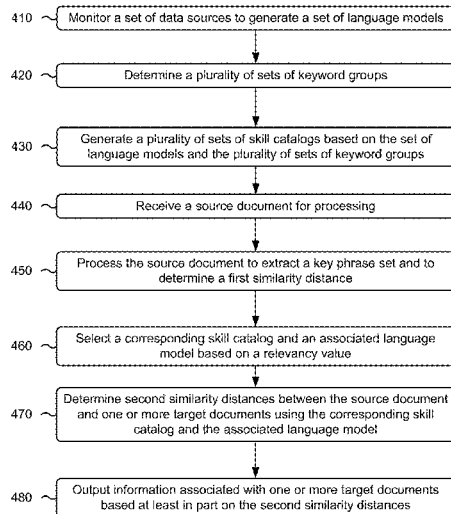 410
Monitor a set of data sources to generate a set of language models
420
Determine a plurality of sets of keyword groups
430
Generate a plurality of sets of skill catalogs based on the set of
language models and the plurality of sets of keyword groups
440
Receive a source document for processing
450
Process the source document to extract a key phrase set and to
determine a first similarity distance
460
Select a corresponding skill catalog and an associated language
model based on a relevancy value
470
Determine second similarity distances between the source document
and one or more target documents using the corresponding skill
catalog and the associated language model
480
Output information associated with one or more target documents
based at least in part on the second similarity distances